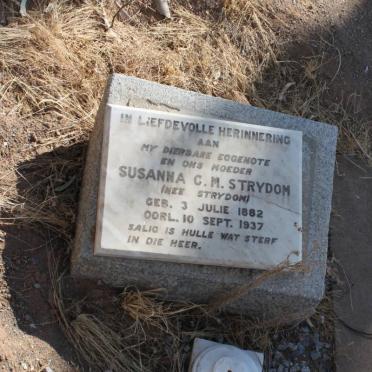 IN LIEFDEVOLLE HERINNERING
AAN
MY DIERBARE EGGENOTE
EN ONS MOEDER
SUSANNA C. M. STRYDOM
(NEE STRYDOM)
GEB. 3 JULIE 1882
OORL. 10 SEPT. 1937
SALIG IS HULLE WAT STERF
IN DIE HEER.